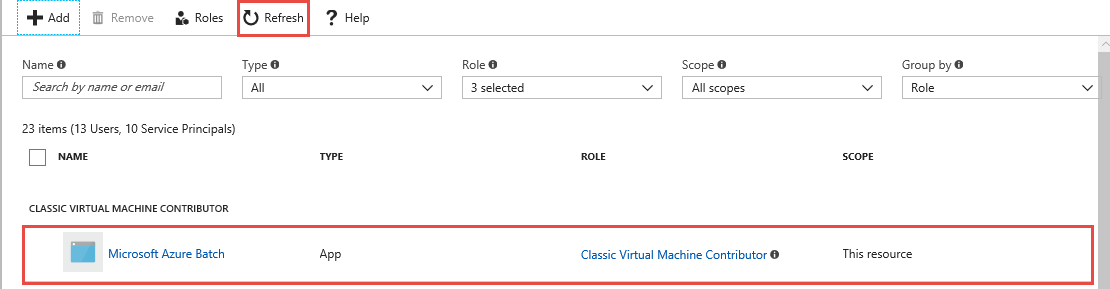 Add Remove Roles Refresh Help
Name Type Role Scope Group by
Search by name or email All 3 selected All scopes Role
23 items (13 Users, 10 Service Principals)
NAME TYPE ROLE SCOPE
CLASSIC VIRTUAL MACHINE CONTRIBUTOR
Microsoft Azure Batch App Classic Virtual Machine Contributor This resource